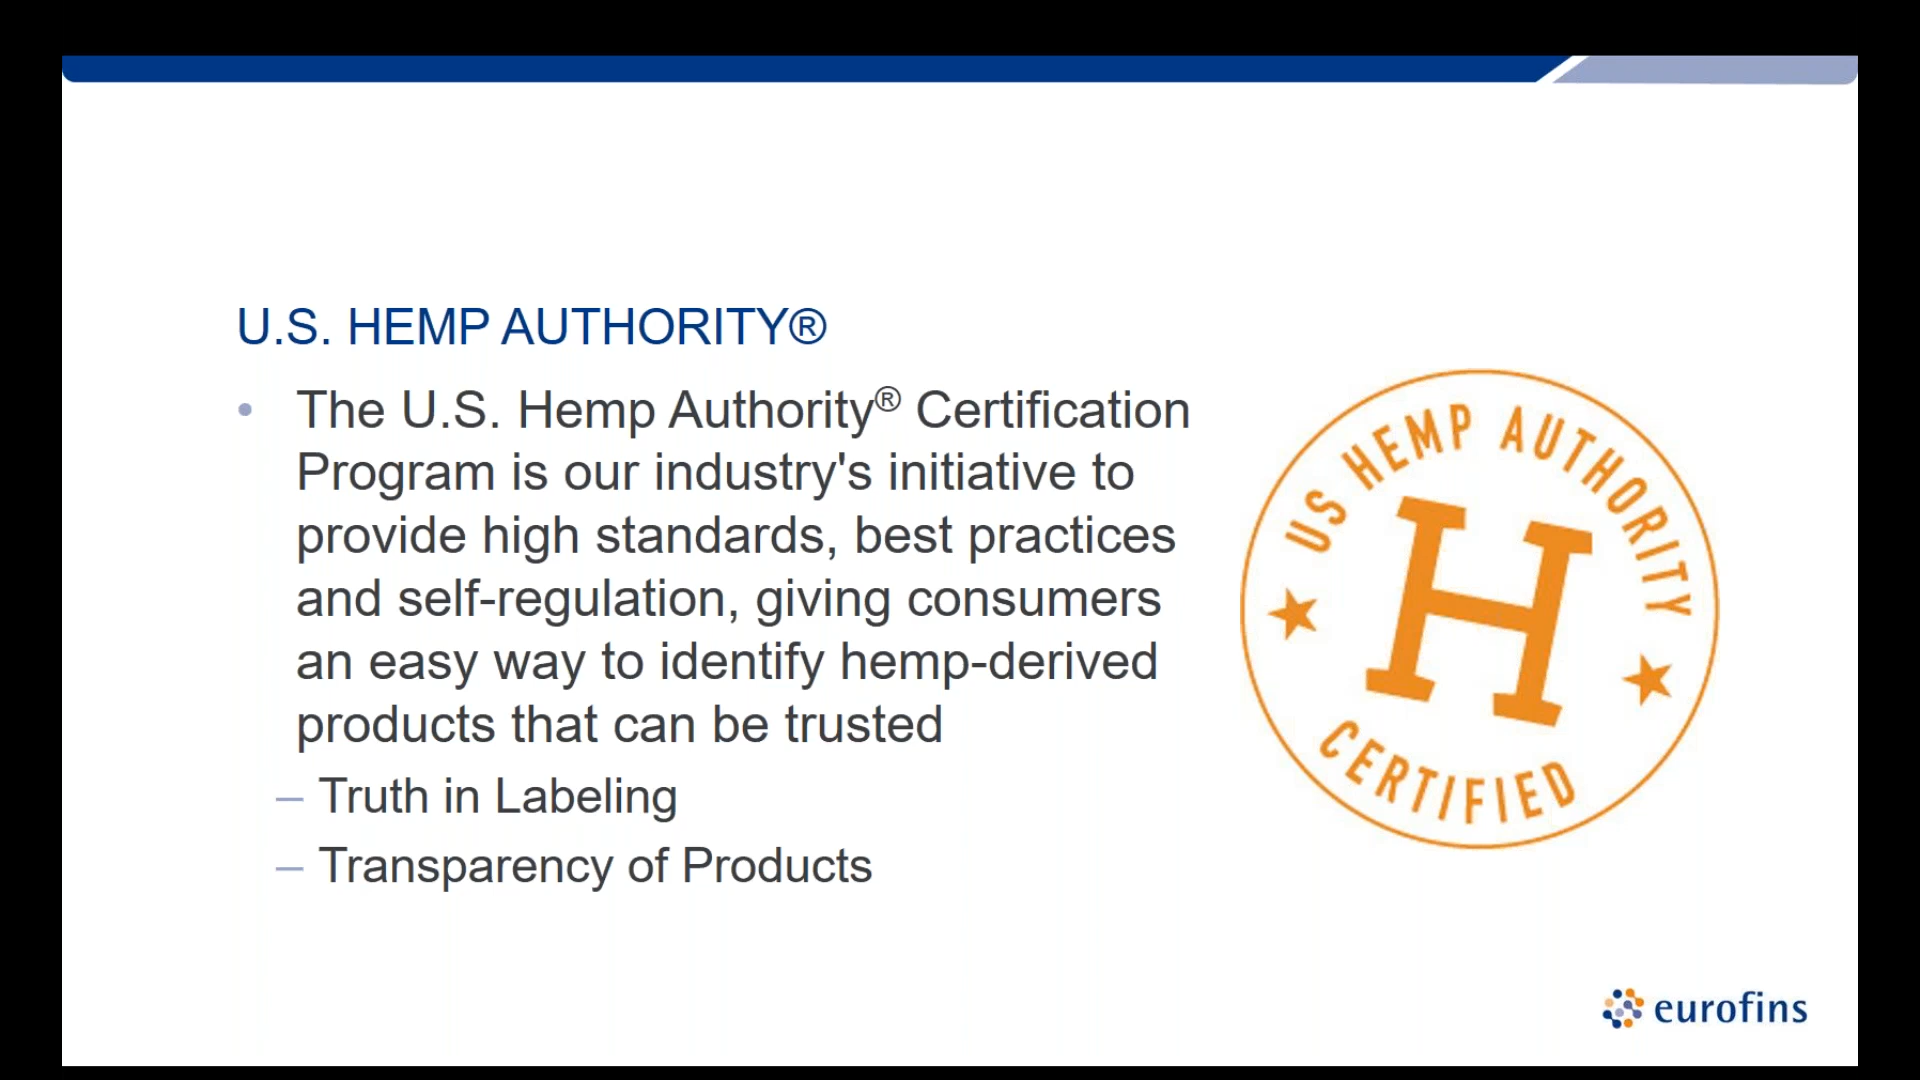 U.S. HEMP AUTHORITY®
• The U.S. Hemp Authority® Certification
Program is our industry's initiative to
provide high standards, best practices
and self-regulation, giving consumers
an easy way to identify hemp-derived
products that can be trusted
– Truth in Labeling
– Transparency of Products
US HEMP AUTHORITY
H
CERTIFIED
eurofins